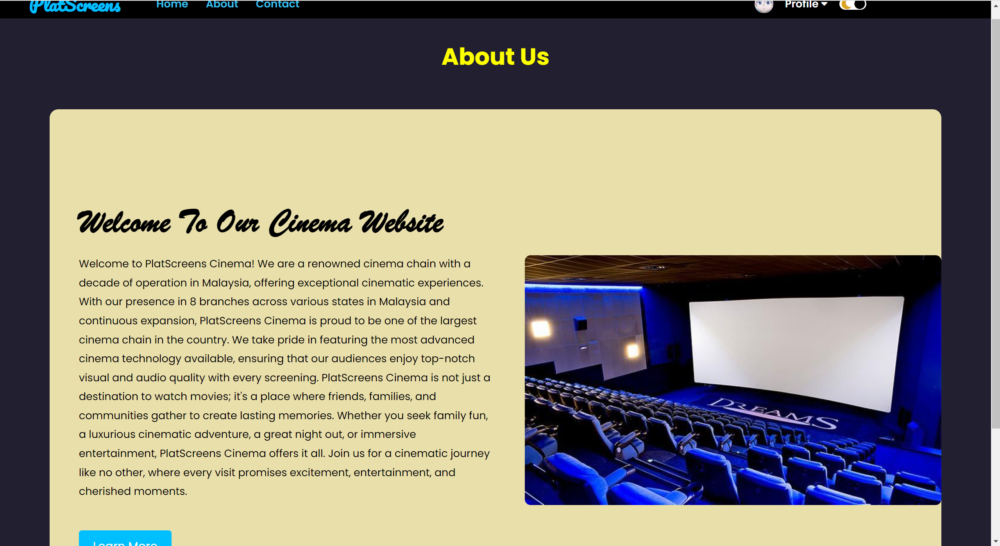 PlatScreens Home About Contact Profile
About Us
Welcome To Our Cinema Website
Welcome to PlatScreens Cinema! We are a renowned cinema chain with a
decade of operation in Malaysia, offering exceptional cinematic experiences.
With our presence in 8 branches across various states in Malaysia and
continuous expansion, PlatScreens Cinema is proud to be one of the largest
cinema chain in the country. We take pride in featuring the most advanced
cinema technology available, ensuring that our audiences enjoy top-notch
visual and audio quality with every screening. PlatScreens Cinema is not just a
destination to watch movies; it's a place where friends, families, and
communities gather to create lasting memories. Whether you seek family fun,
a luxurious cinematic adventure, a great night out, or immersive
entertainment, PlatScreens Cinema offers it all. Join us for a cinematic journey
like no other, where every visit promises excitement, entertainment, and
cherished moments.
DREAMS
Learn More